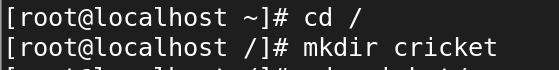 [root@localhost ~]# cd /
[root@localhost /]# mkdir cricket